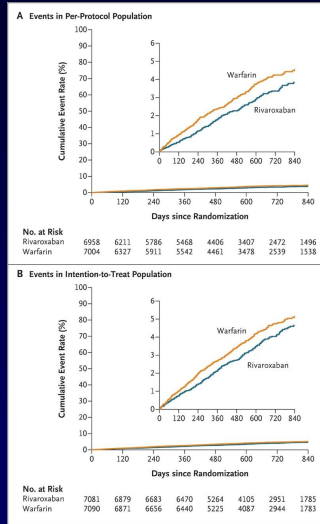 A Events in Per-Protocol Population
100
90
80
70
60
50
40
30
20
10
0
Cumulative Event Rate (%)
6
5
4
3
2
1
0
Warfarin
Rivaroxaban
0 120 240 360 480 600 720 840
0 120 240 360 480 600 720 840
Days since Randomization
No. at Risk
Rivaroxaban 6958 6211 5786 5468 4406 3407 2472 1496
Warfarin 7004 6327 5911 5542 4461 3478 2539 1538
B Events in Intention-to-Treat Population
100
90
80
70
60
50
40
30
20
10
0
Cumulative Event Rate (%)
6
5
4
3
2
1
0
Warfarin
Rivaroxaban
0 120 240 360 480 600 720 840
0 120 240 360 480 600 720 840
Days since Randomization
No. at Risk
Rivaroxaban 7081 6879 6683 6470 5264 4105 2951 1785
Warfarin 7090 6871 6656 6440 5225 4087 2944 1783